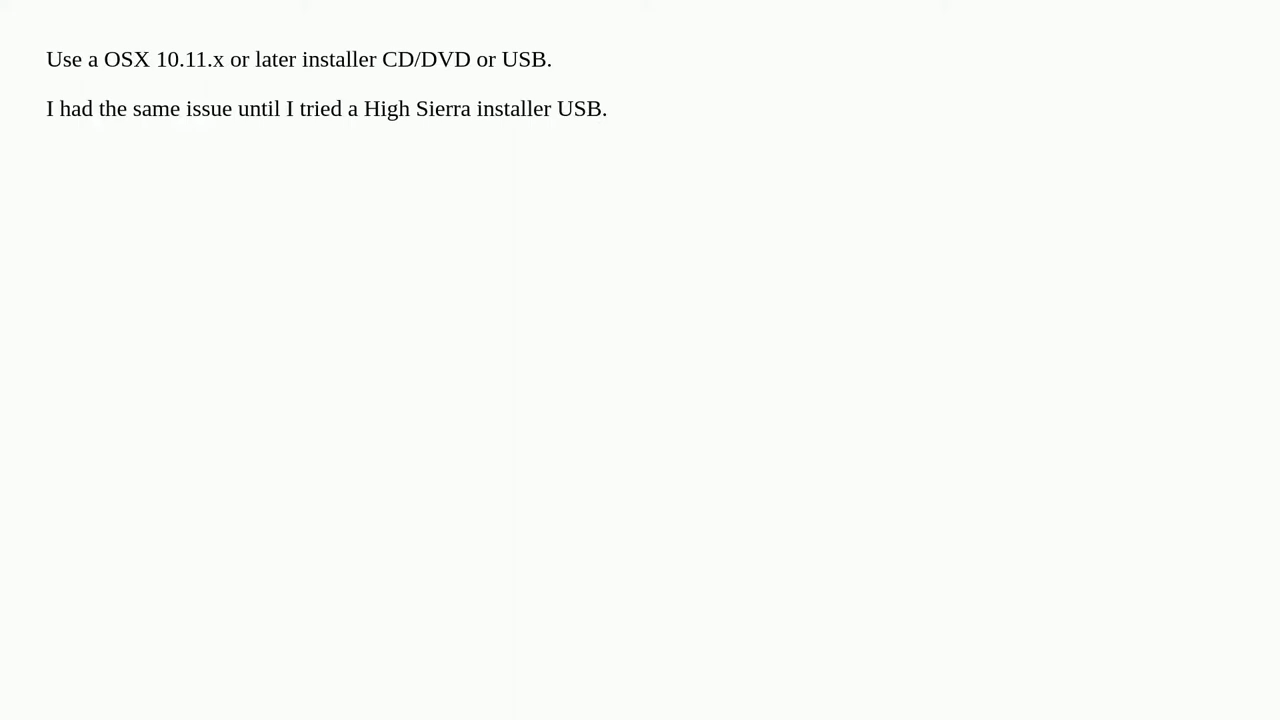 Use a OSX 10.11.x or later installer CD/DVD or USB.
I had the same issue until I tried a High Sierra installer USB.